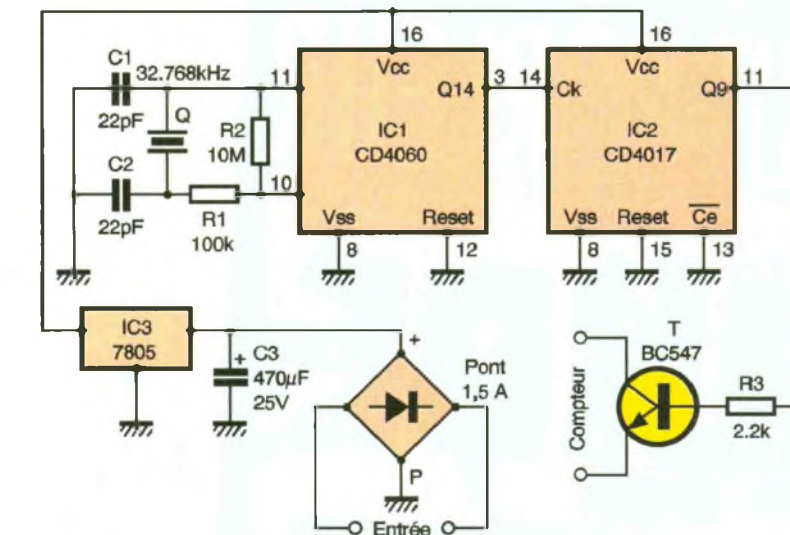 C1
32.768kHz
22pF
Q
C2
22pF
R1
100k
R2
10M
11
10
16
Vcc
Q14
IC1
CD4060
Vss
Reset
8
12
3
14
16
Vcc
Ck
Q9
IC2
CD4017
Vss
Reset
Ce
8
15
13
11
IC3
7805
+
C3
470µF
25V
+
Pont
1,5 A
P
Entrée
Compteur
T
BC547
R3
2.2k